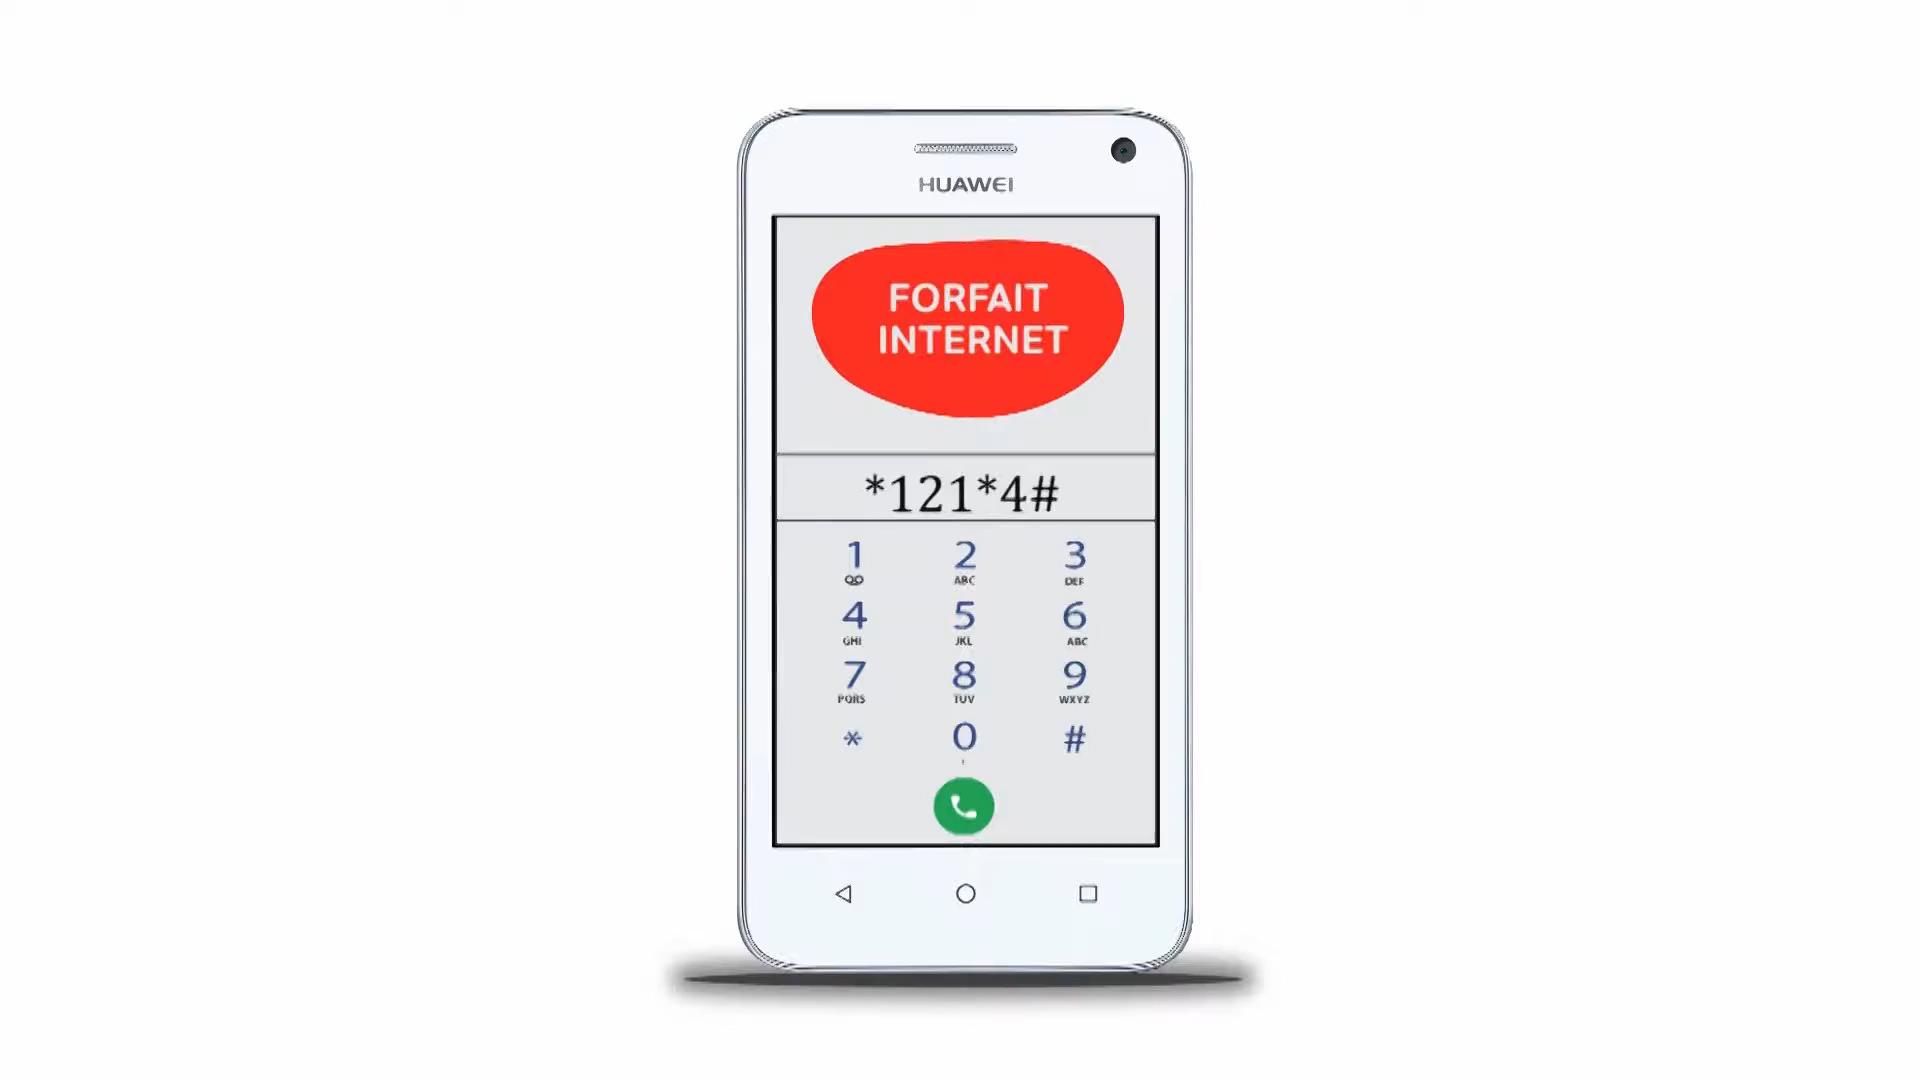 HUAWEI
FORFAIT
INTERNET
*121*4#
1 2 3
ABC DEF
4 5 6
GHI JKL ABC
7 8 9
PQRS TUV WXYZ
* 0 #